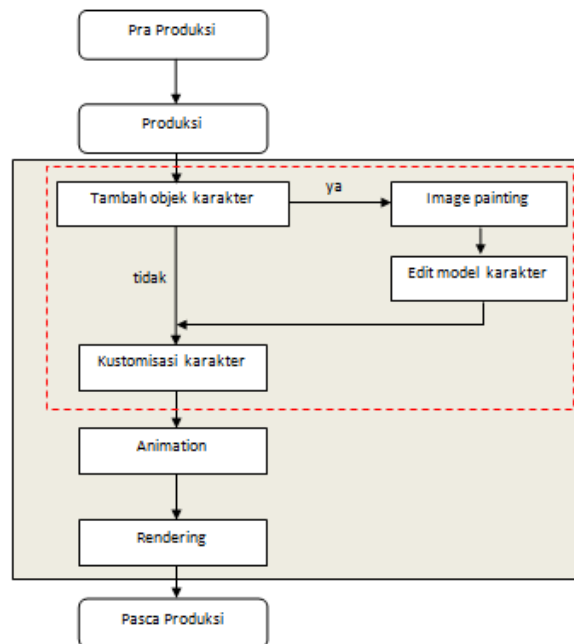 Pra Produksi
Produksi
Tambah objek karakter
ya
Image painting
Edit model karakter
tidak
Kustomisasi karakter
Animation
Rendering
Pasca Produksi